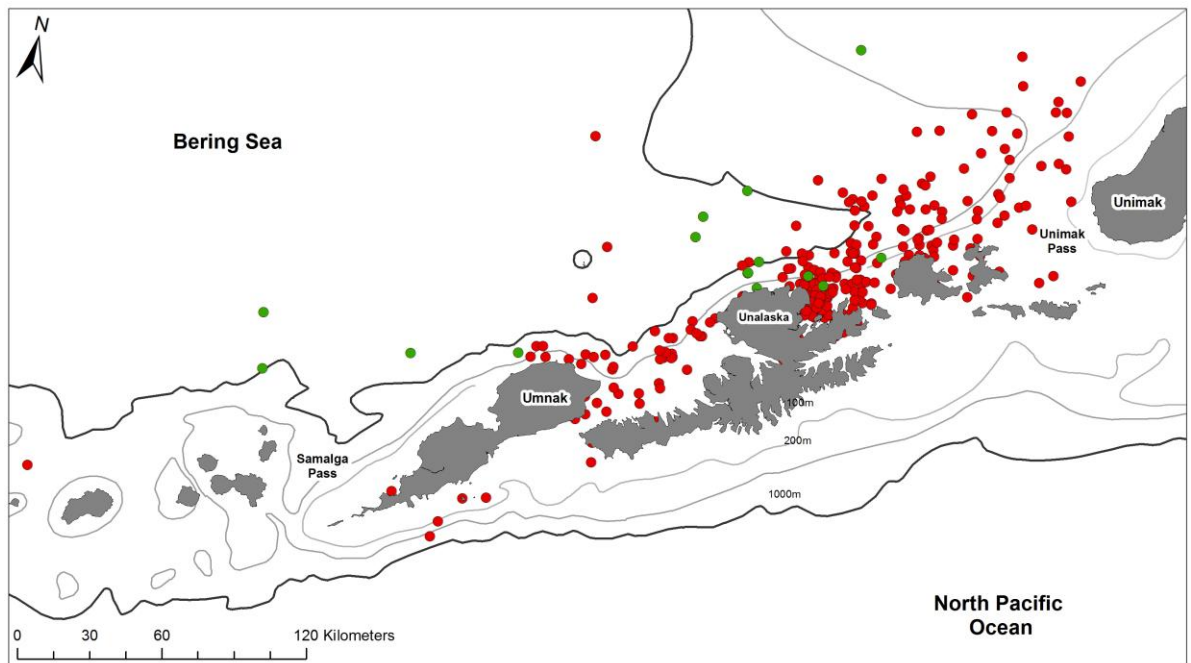 N
Bering Sea
Unimak
Unimak
Pass
Unalaska
Umnak
100m
200m
Samalga
Pass
1000m
North Pacific
Ocean
0 30 60 120 Kilometers